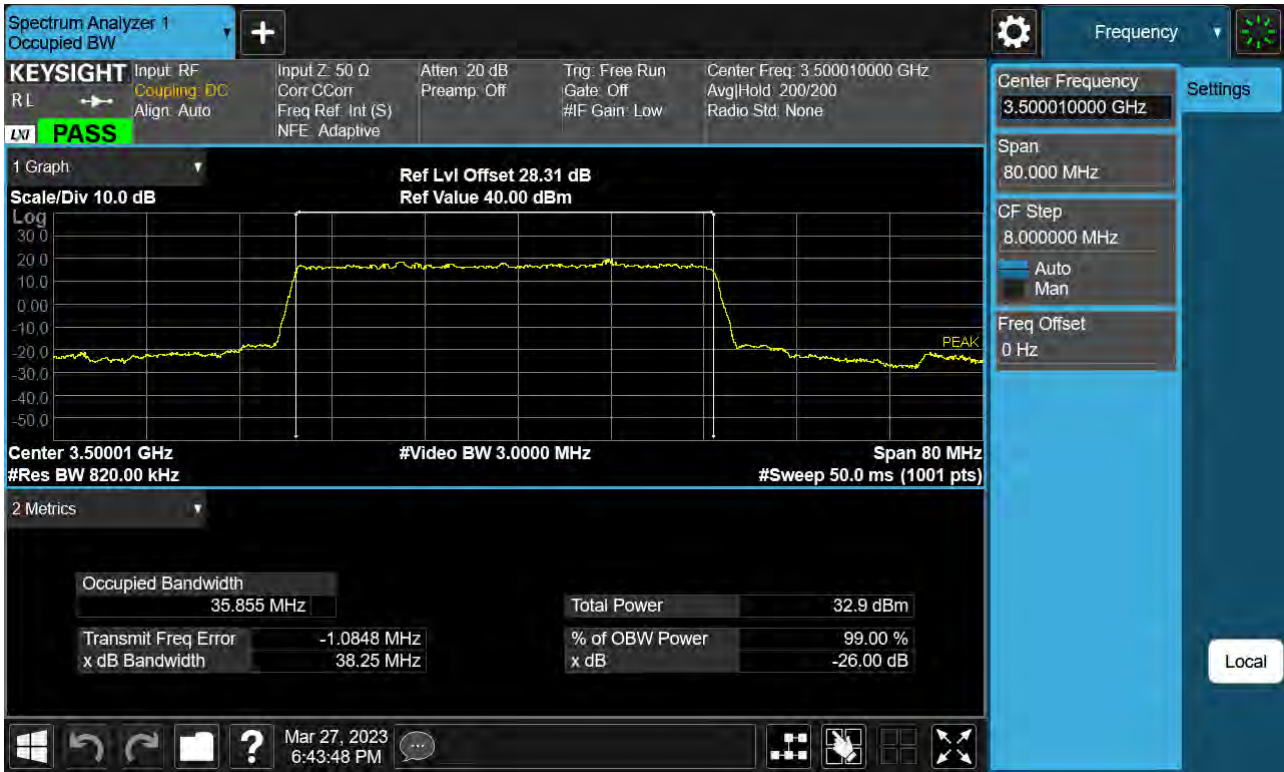 Spectrum Analyzer 1
Occupied BW
Frequency
KEYSIGHT
RL
LXI PASS
Input: RF
Coupling: DC
Align: Auto
Input Z: 50 Ω
Corr CCorr
Freq Ref: Int (S)
NFE: Adaptive
Atten: 20 dB
Preamp: Off
Trig: Free Run
Gate: Off
#IF Gain: Low
Center Freq: 3.500010000 GHz
Avg|Hold: 200/200
Radio Std: None
1 Graph
Scale/Div 10.0 dB
Ref Lvl Offset 28.31 dB
Ref Value 40.00 dBm
Log
30.0
20.0
10.0
0.00
-10.0
-20.0
-30.0
-40.0
-50.0
PEAK
Center 3.50001 GHz
#Video BW 3.0000 MHz
Span 80 MHz
#Res BW 820.00 kHz
#Sweep 50.0 ms (1001 pts)
2 Metrics
Occupied Bandwidth
35.855 MHz
Total Power 32.9 dBm
Transmit Freq Error -1.0848 MHz
% of OBW Power 99.00 %
x dB Bandwidth 38.25 MHz
x dB -26.00 dB
Center Frequency
3.500010000 GHz
Settings
Span
80.000 MHz
CF Step
8.000000 MHz
Auto
Man
Freq Offset
0 Hz
Local
?
Mar 27, 2023
6:43:48 PM